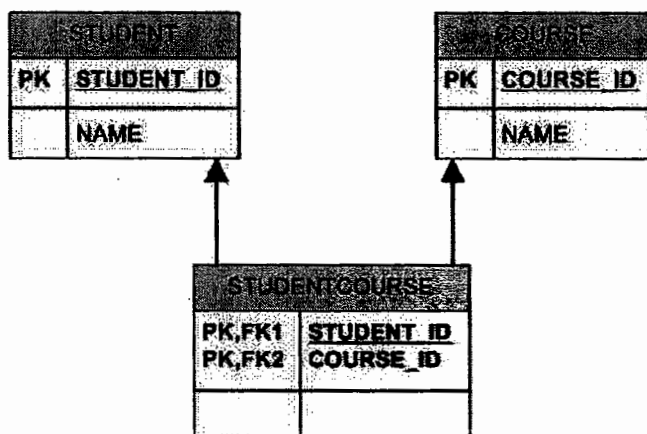 STUDENT
PK STUDENT_ID
NAME
COURSE
PK COURSE_ID
NAME
STUDENTCOURSE
PK,FK1 STUDENT_ID
PK,FK2 COURSE_ID